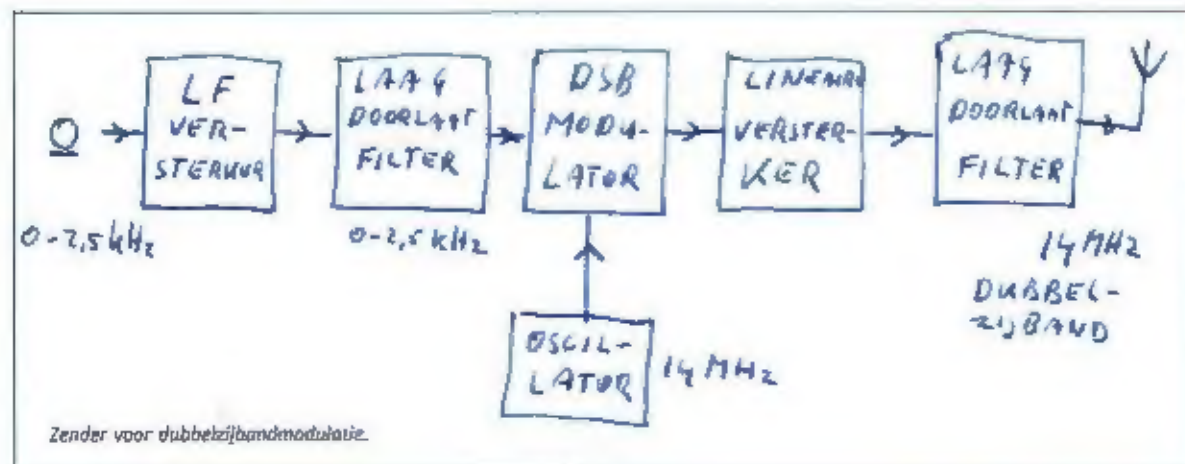 LF
VER-
STERKER
LAAG
DOORLAAT
FILTER
DSB
MODU-
LATOR
LINEAIRE
VERSTER-
KER
LAAG
DOORLAAT
FILTER
0-2,5 kHz
0-2,5 kHz
14 MHz
DUBBEL-
ZIJBAND
OSCIL-
LATOR
14 MHz
Zender voor dubbelzijbandmodulatie.